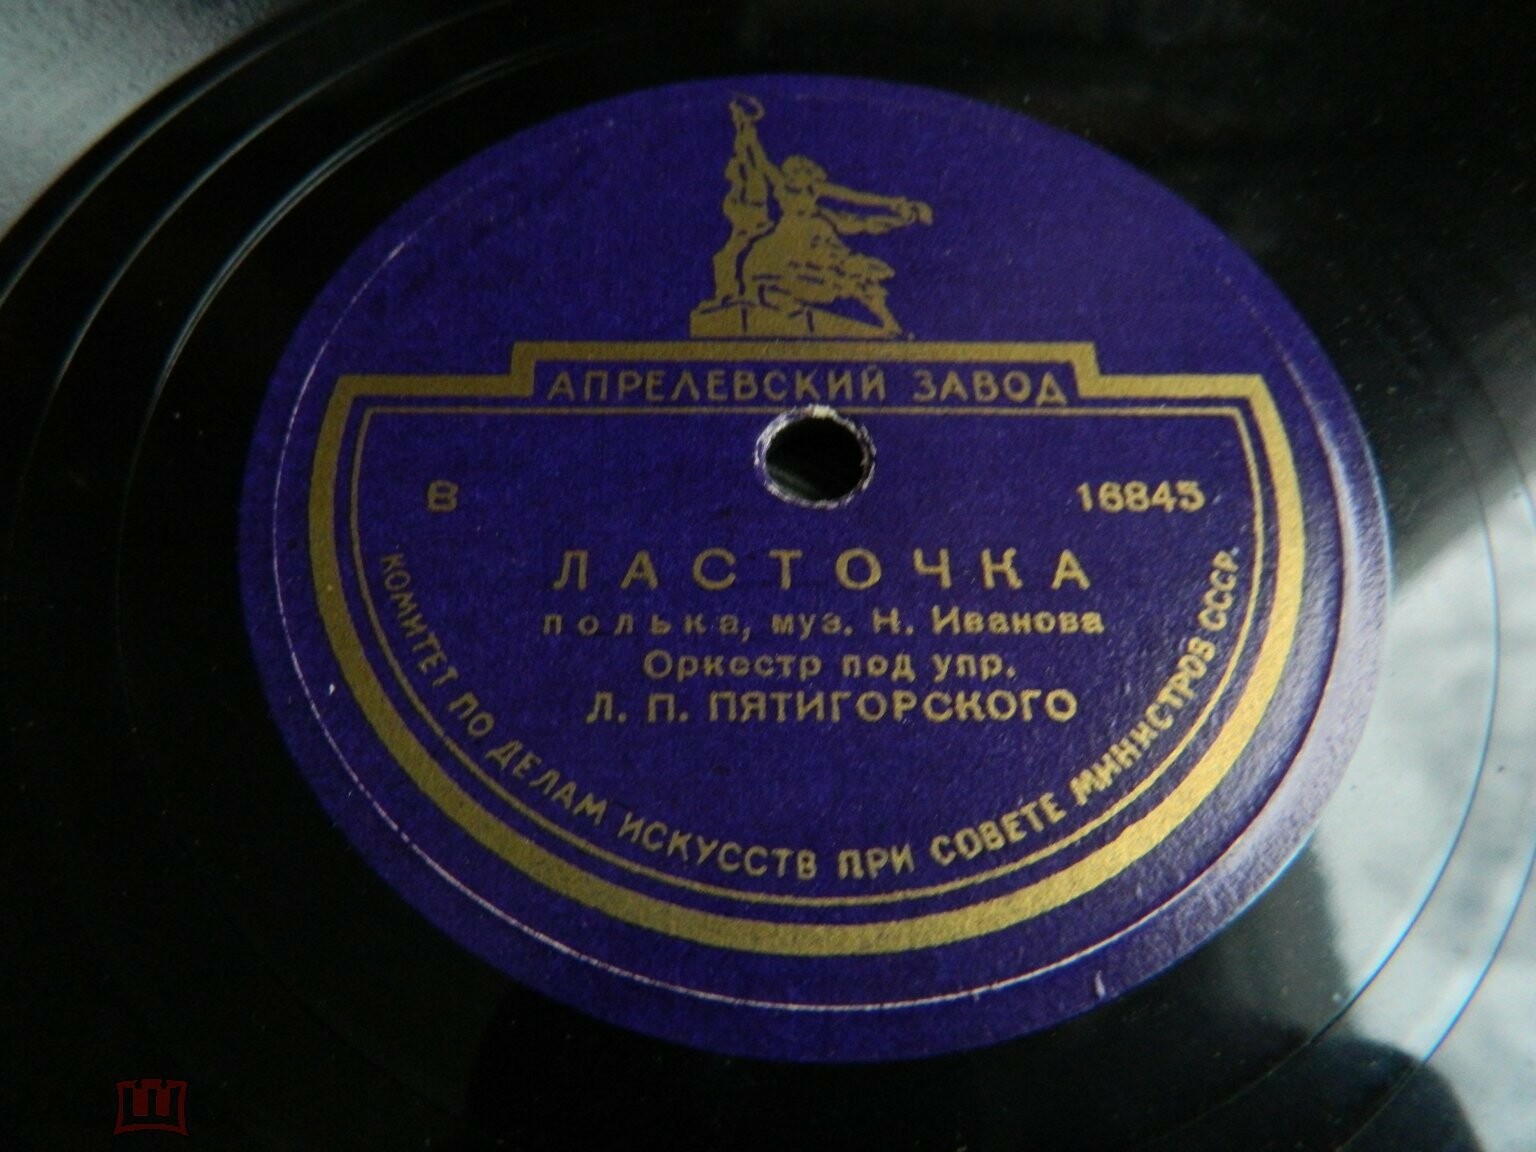 АПРЕЛЕВСКИЙ ЗАВОД
В 16845
ЛАСТОЧКА
полька, муз. Н. Иванова
Оркестр под упр.
Л. П. ПЯТИГОРСКОГО
КОМИТЕТ ПО ДЕЛАМ ИСКУССТВ ПРИ СОВЕТЕ МИНИСТРОВ СССР.